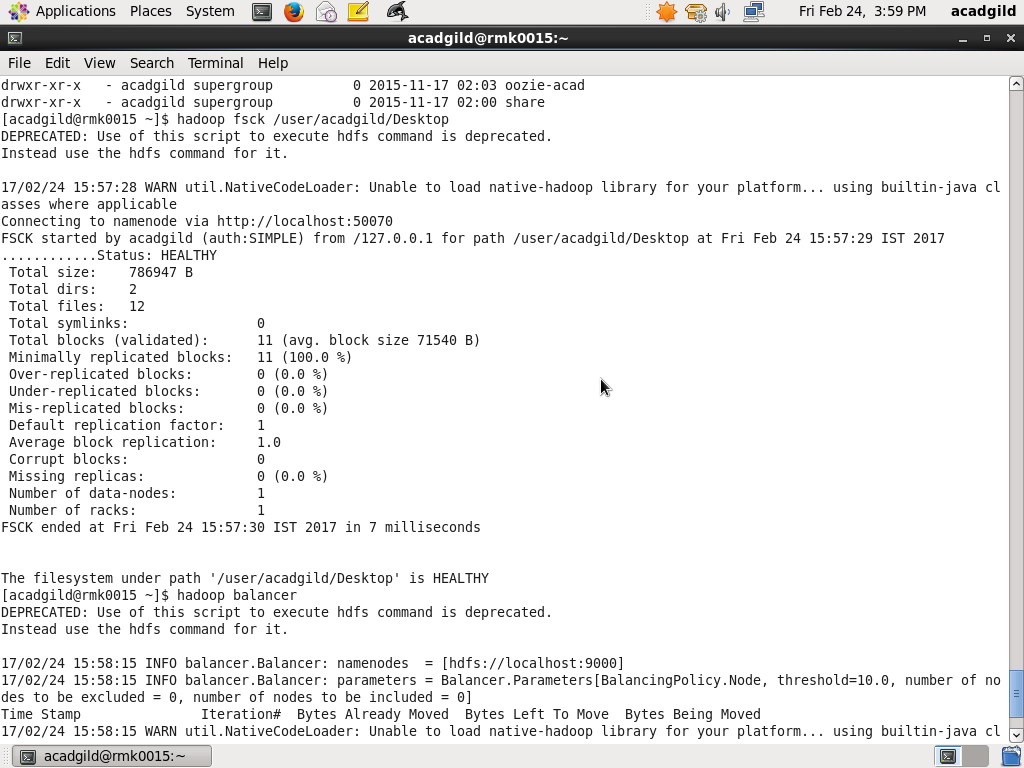 Applications Places System Fri Feb 24, 3:59 PM acadgild
acadgild@rmk0015:~
File Edit View Search Terminal Help
drwxr-xr-x   - acadgild supergroup          0 2015-11-17 02:03 oozie-acad
drwxr-xr-x   - acadgild supergroup          0 2015-11-17 02:00 share
[acadgild@rmk0015 ~]$ hadoop fsck /user/acadgild/Desktop
DEPRECATED: Use of this script to execute hdfs command is deprecated.
Instead use the hdfs command for it.
17/02/24 15:57:28 WARN util.NativeCodeLoader: Unable to load native-hadoop library for your platform... using builtin-java cl
asses where applicable
Connecting to namenode via http://localhost:50070
FSCK started by acadgild (auth:SIMPLE) from /127.0.0.1 for path /user/acadgild/Desktop at Fri Feb 24 15:57:29 IST 2017
............Status: HEALTHY
 Total size:    786947 B
 Total dirs:    2
 Total files:   12
 Total symlinks:                0
 Total blocks (validated):      11 (avg. block size 71540 B)
 Minimally replicated blocks:   11 (100.0 %)
 Over-replicated blocks:        0 (0.0 %)
 Under-replicated blocks:       0 (0.0 %)
 Mis-replicated blocks:         0 (0.0 %)
 Default replication factor:    1
 Average block replication:     1.0
 Corrupt blocks:                0
 Missing replicas:              0 (0.0 %)
 Number of data-nodes:          1
 Number of racks:               1
FSCK ended at Fri Feb 24 15:57:30 IST 2017 in 7 milliseconds
The filesystem under path '/user/acadgild/Desktop' is HEALTHY
[acadgild@rmk0015 ~]$ hadoop balancer
DEPRECATED: Use of this script to execute hdfs command is deprecated.
Instead use the hdfs command for it.
17/02/24 15:58:15 INFO balancer.Balancer: namenodes  = [hdfs://localhost:9000]
17/02/24 15:58:15 INFO balancer.Balancer: parameters = Balancer.Parameters[BalancingPolicy.Node, threshold=10.0, number of no
des to be excluded = 0, number of nodes to be included = 0]
Time Stamp               Iteration#  Bytes Already Moved  Bytes Left To Move  Bytes Being Moved
17/02/24 15:58:15 WARN util.NativeCodeLoader: Unable to load native-hadoop library for your platform... using builtin-java cl
acadgild@rmk0015:~